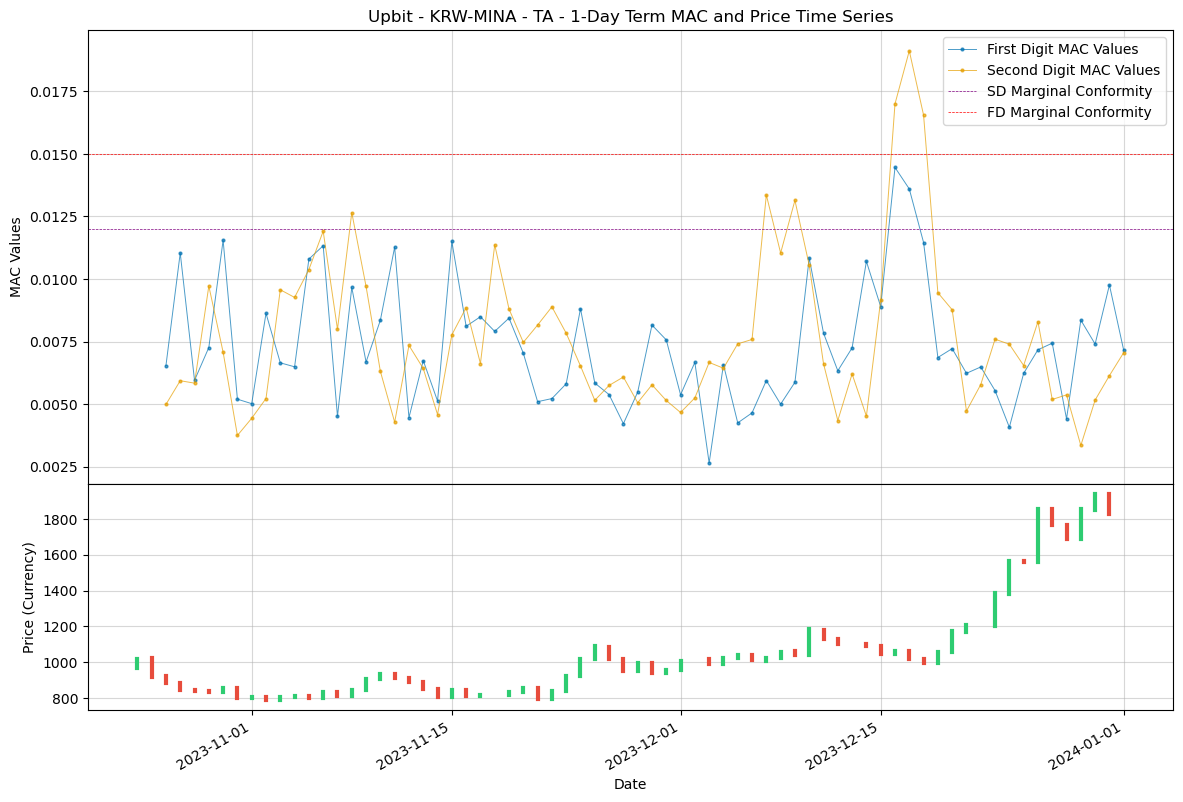 Upbit - KRW-MINA - TA - 1-Day Term MAC and Price Time Series
First Digit MAC Values
Second Digit MAC Values
SD Marginal Conformity
FD Marginal Conformity
MAC Values
0.0175
0.0150
0.0125
0.0100
0.0075
0.0050
0.0025
Price (Currency)
1800
1600
1400
1200
1000
800
2023-11-01
2023-11-15
2023-12-01
2023-12-15
2024-01-01
Date